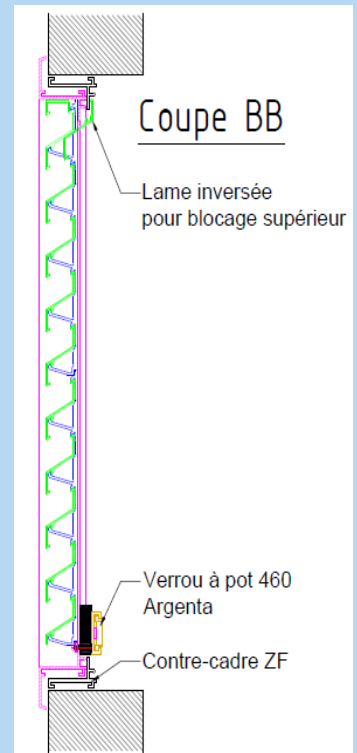 Coupe BB
Lame inversée
pour blocage supérieur
Verrou à pot 460
Argenta
Contre-cadre ZF